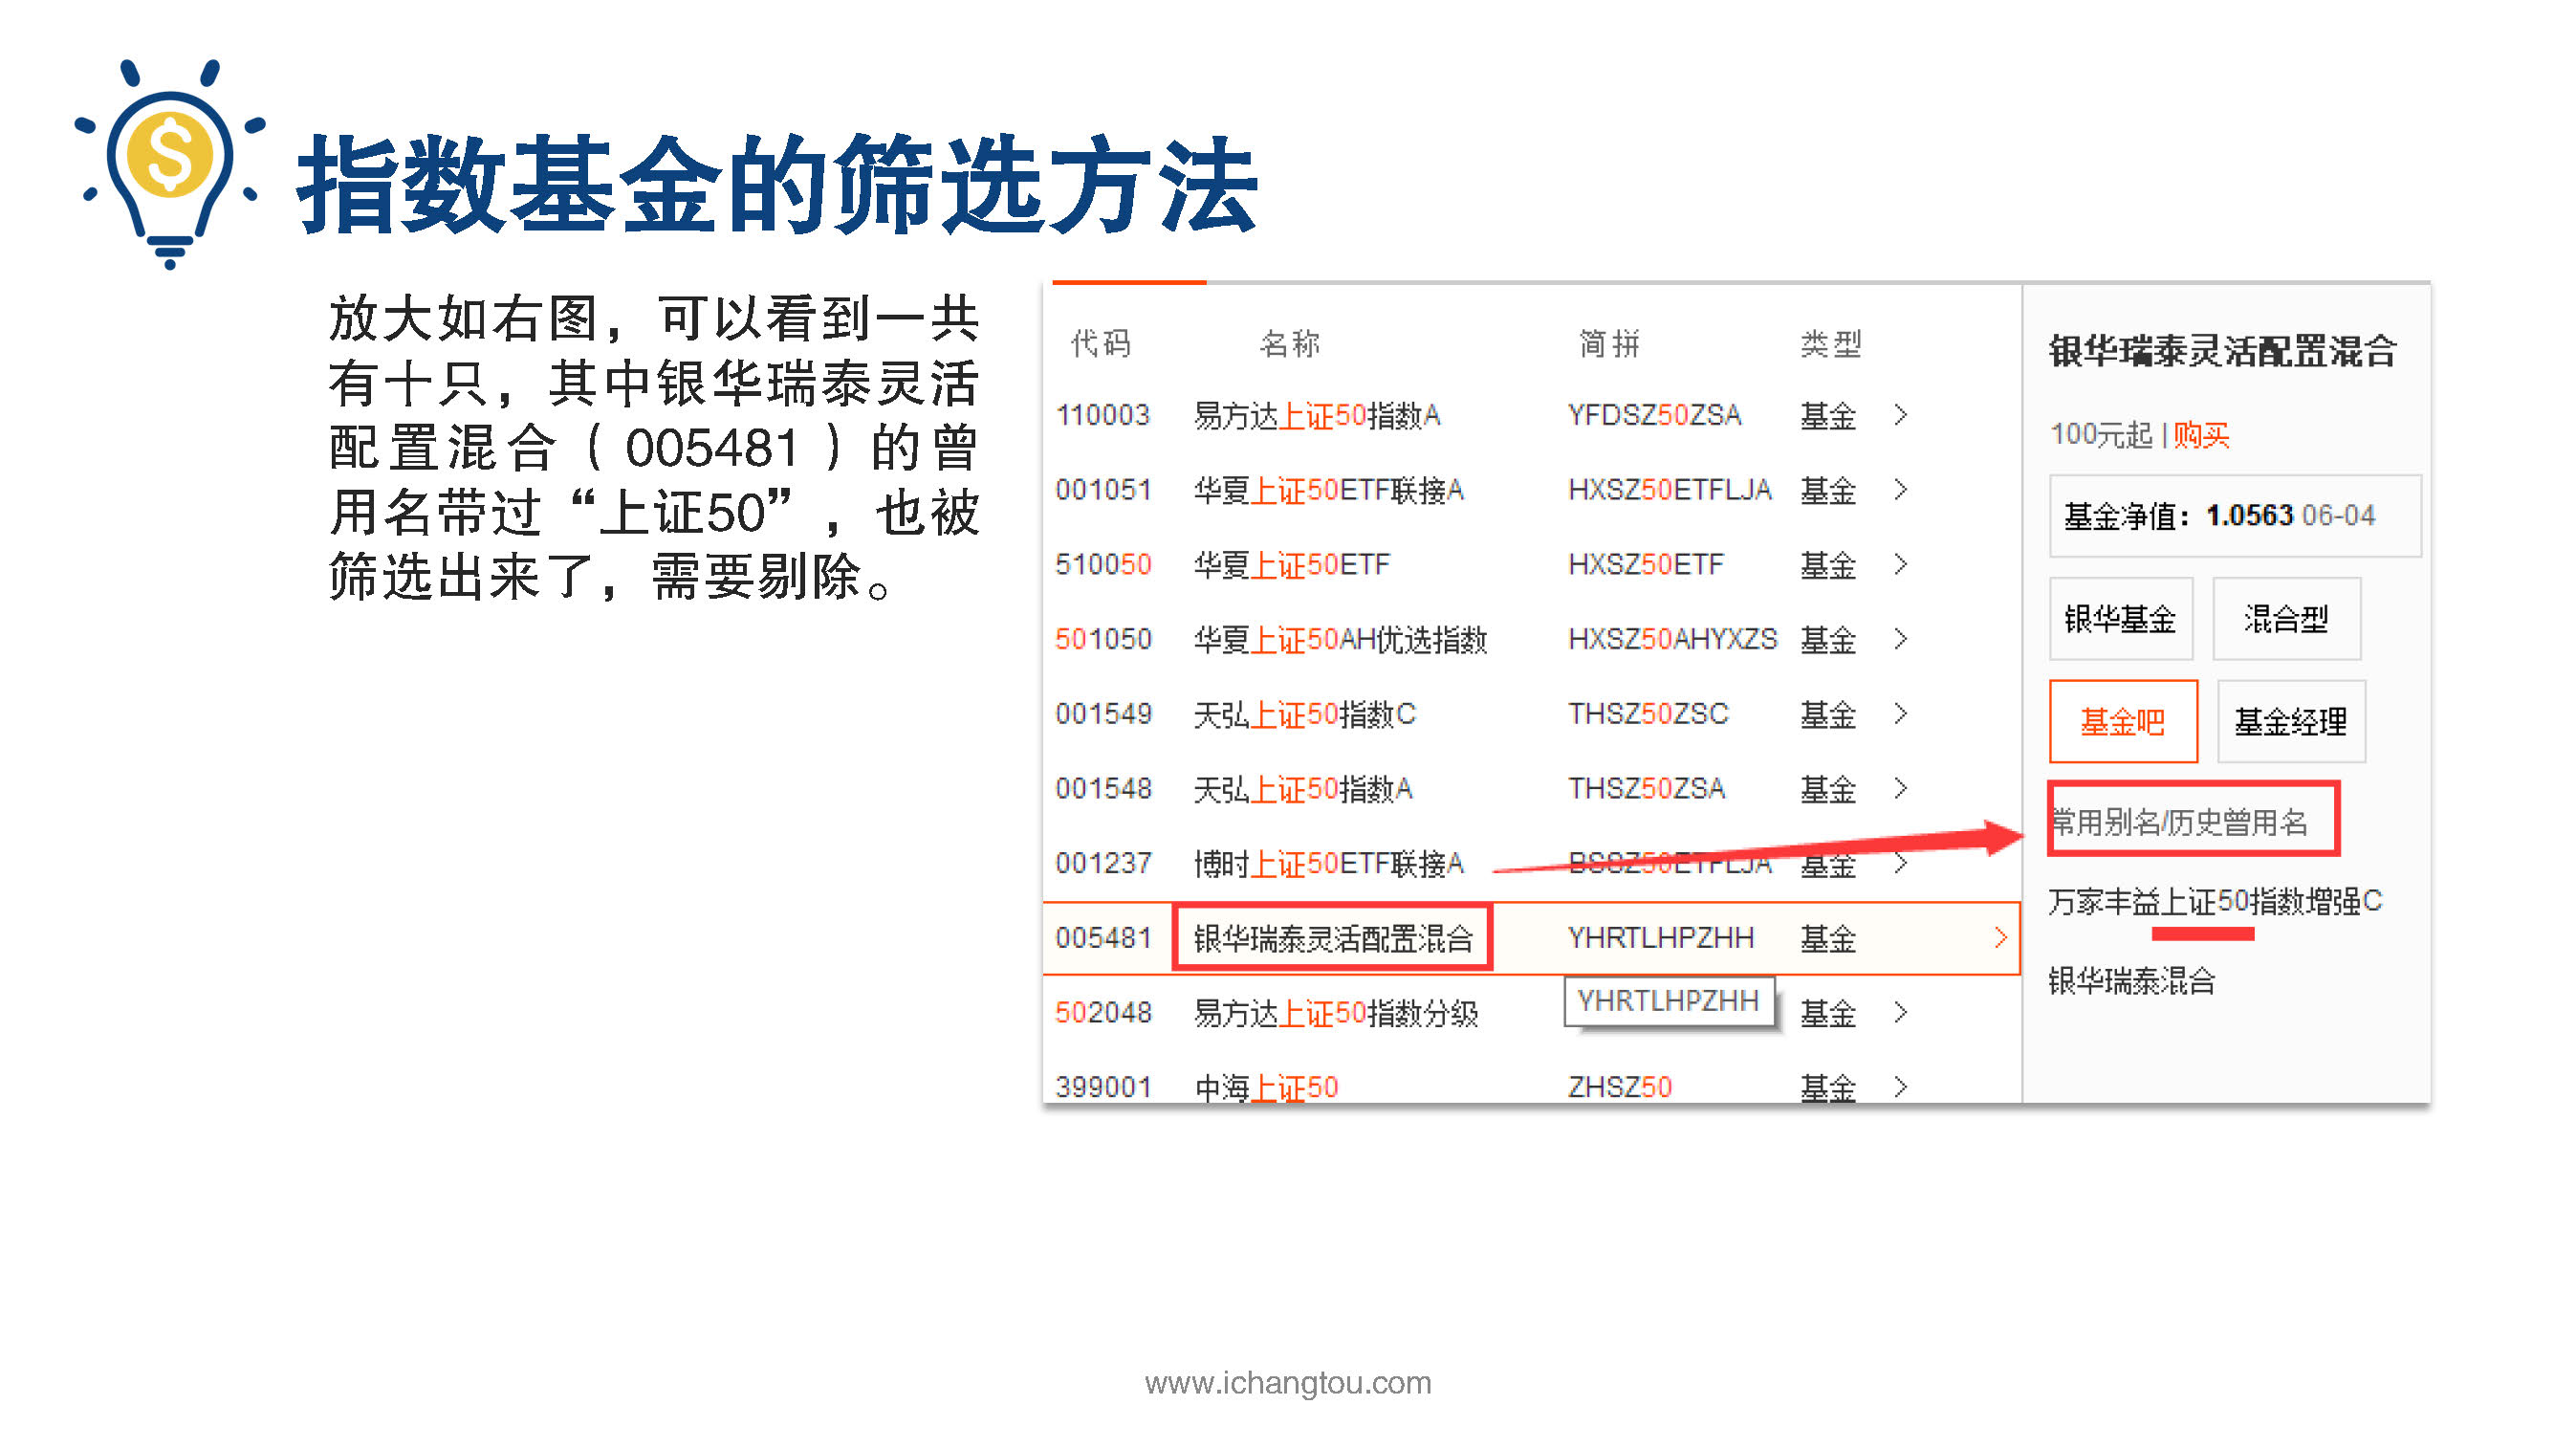 指数基金的筛选方法
放大如右图，可以看到一共
有十只，其中银华瑞泰灵活
配置混合（005481）的曾
用名带过“上证50”，也被
筛选出来了，需要剔除。
代码 名称 简拼 类型
110003 易方达上证50指数A YFDSZ50ZSA 基金 >
001051 华夏上证50ETF联接A HXSZ50ETFLJA 基金 >
510050 华夏上证50ETF HXSZ50ETF 基金 >
501050 华夏上证50AH优选指数 HXSZ50AHYXZS 基金 >
001549 天弘上证50指数C THSZ50ZSC 基金 >
001548 天弘上证50指数A THSZ50ZSA 基金 >
001237 博时上证50ETF联接A BSSZ50ETFLJA 基金 >
005481 银华瑞泰灵活配置混合 YHRTLHPZHH 基金 >
YHRTLHPZHH
502048 易方达上证50指数分级 基金 >
399001 中海上证50 ZHSZ50 基金 >
银华瑞泰灵活配置混合
100元起 | 购买
基金净值：1.0563 06-04
银华基金 混合型
基金吧 基金经理
常用别名/历史曾用名
万家丰益上证50指数增强C
银华瑞泰混合
www.ichangtou.com